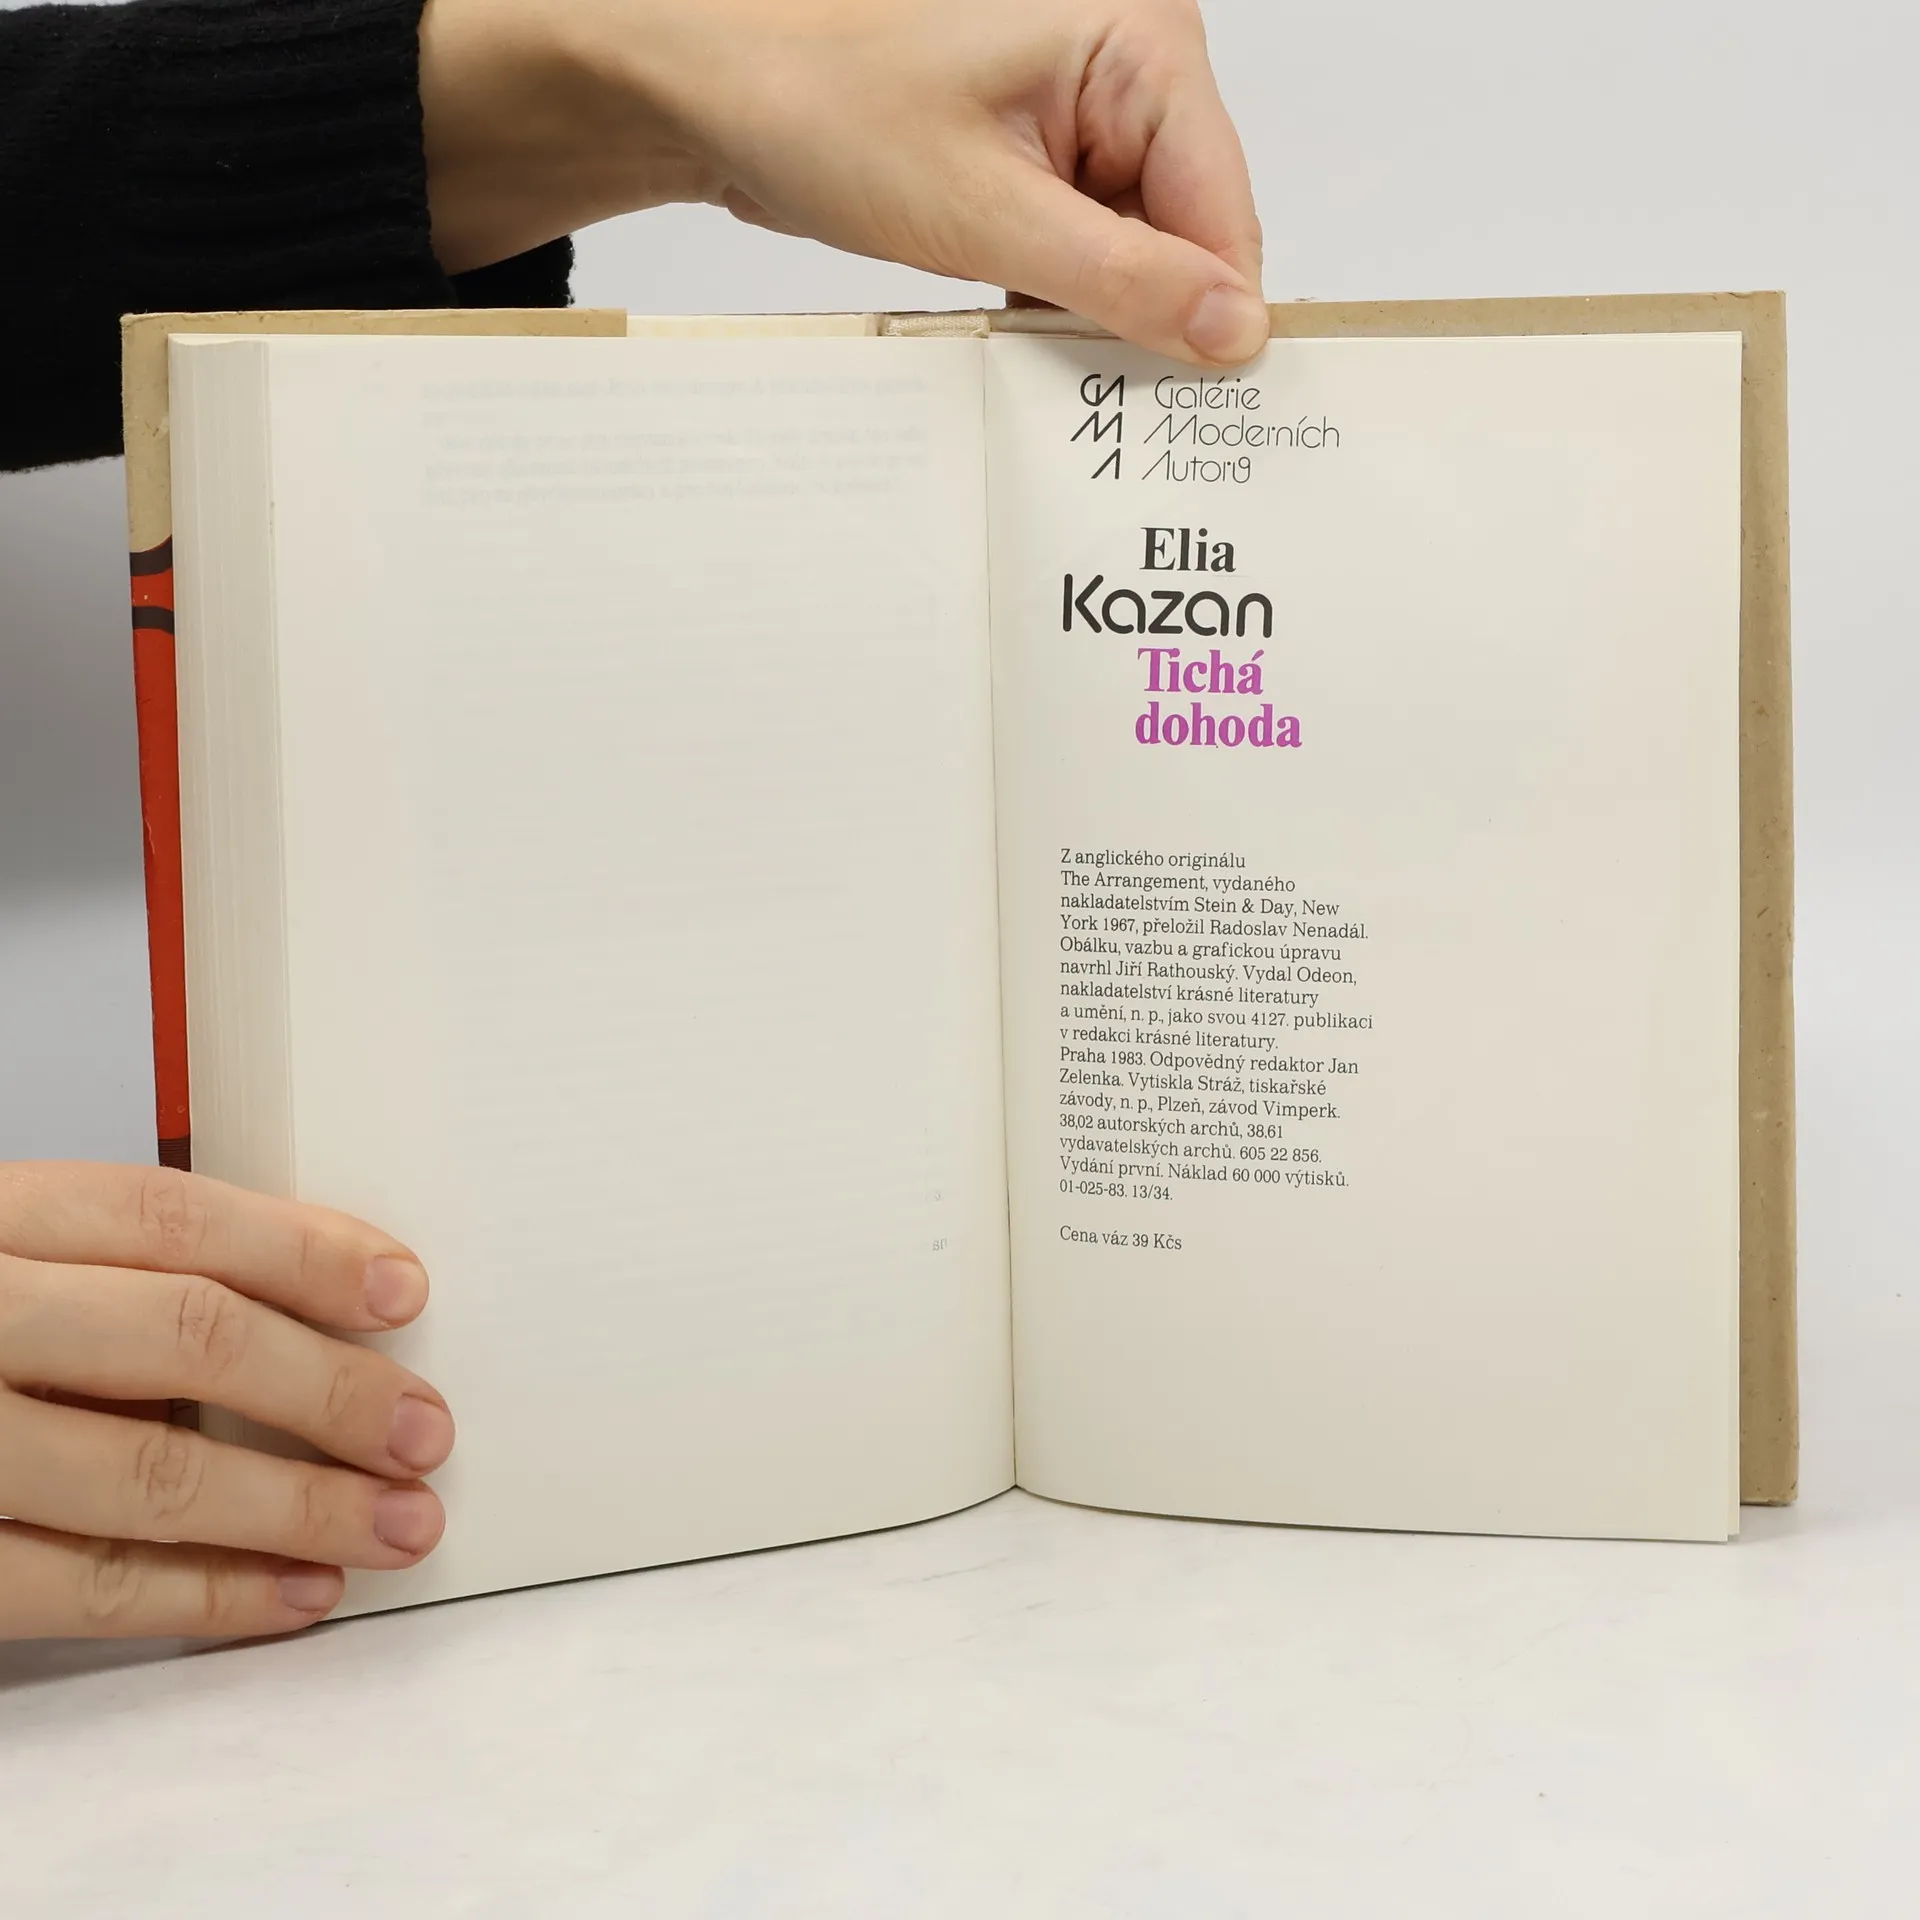 GA Galérie
M Moderních
A Autorů
Elia
Kazan
Tichá
dohoda
Z anglického originálu
The Arrangement, vydaného
nakladatelstvím Stein & Day, New
York 1967, přeložil Radoslav Nenadál.
Obálku, vazbu a grafickou úpravu
navrhl Jiří Rathouský. Vydal Odeon,
nakladatelství krásné literatury
a umění, n. p., jako svou 4127. publikaci
v redakci krásné literatury.
Praha 1983. Odpovědný redaktor Jan
Zelenka. Vytiskla Stráž, tiskařské
závody, n. p., Plzeň, závod Vimperk.
38,02 autorských archů, 38,61
vydavatelských archů. 605 22 856.
Vydání první. Náklad 60 000 výtisků.
01-025-83. 13/34.
Cena váz 39 Kčs